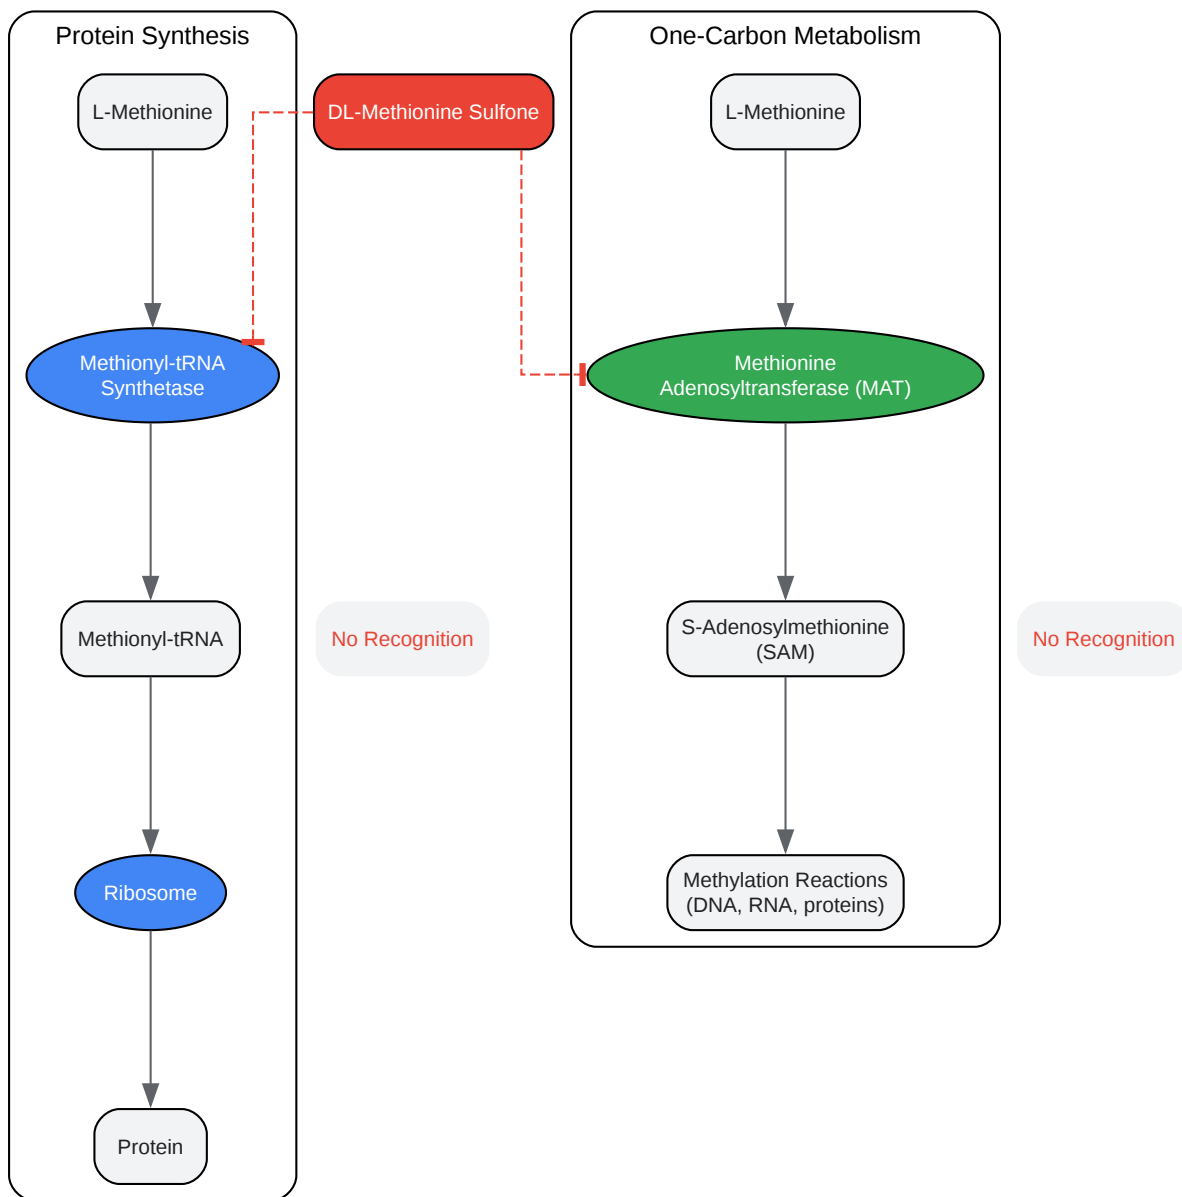 Protein Synthesis
One-Carbon Metabolism
L-Methionine
DL-Methionine Sulfone
L-Methionine
Methionyl-tRNA
Synthetase
Methionine
Adenosyltransferase (MAT)
Methionyl-tRNA
No Recognition
S-Adenosylmethionine
(SAM)
No Recognition
Ribosome
Methylation Reactions
(DNA, RNA, proteins)
Protein